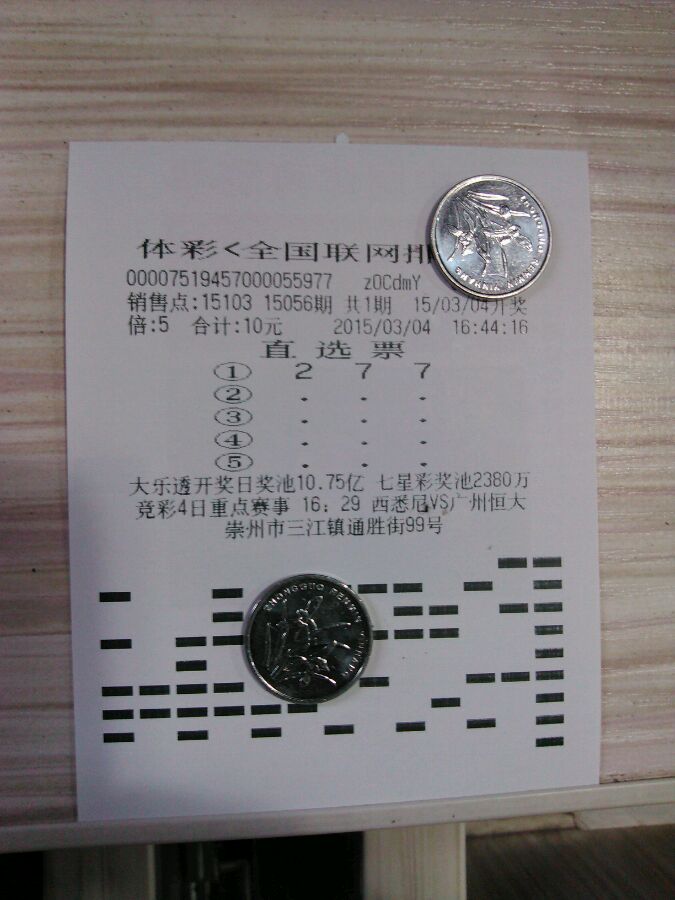 体彩<全国联网排
00007519457000055977 zOCdmY
销售点:15103 15056期 共1期 15/03/04开奖
倍:5 合计:10元 2015/03/04 16:44:16
直选票
① 2 7 7
② . . .
③ . . .
④ . . .
⑤ . . .
大乐透开奖日奖池10.75亿 七星彩奖池2380万
竞彩4日重点赛事 16:29 西悉尼VS广州恒大
崇州市三江镇通胜街99号
ZHONGGUO